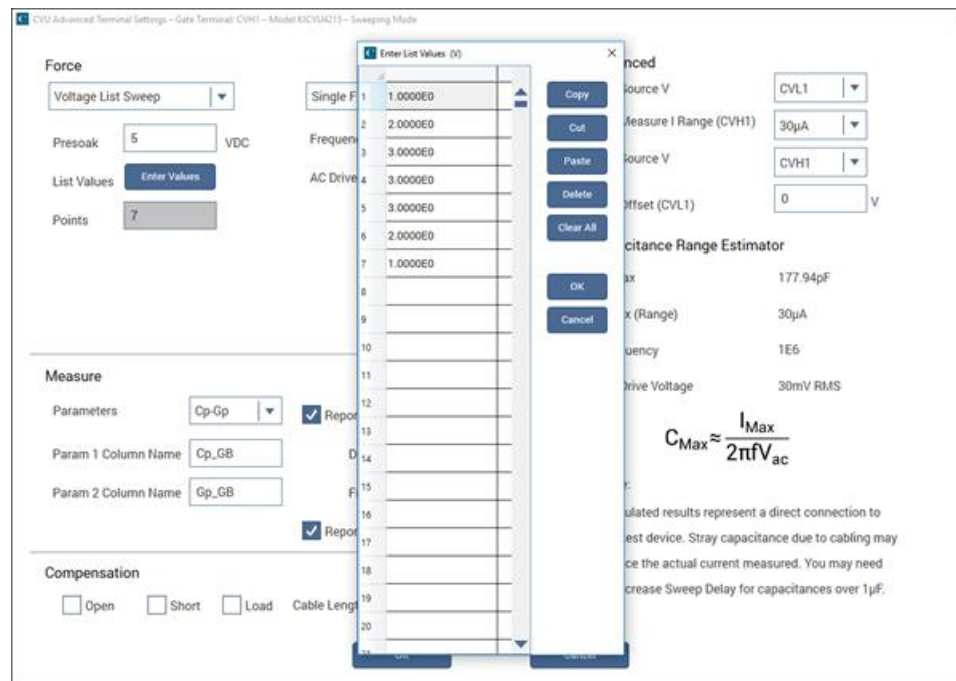 CVU Advanced Terminal Settings - Gate Terminal: CVH1 - Model KICVU4215 - Sweeping Mode
Enter List Values (V)
Force
Voltage List Sweep
Presoak 5 VDC
List Values Enter Values
Points 7
Single F
Frequen
AC Drive
1 1.0000E0
2 2.0000E0
3 3.0000E0
4 3.0000E0
5 3.0000E0
6 2.0000E0
7 1.0000E0
8
9
10
11
12
13
14
15
16
17
18
19
20
Copy
Cut
Paste
Delete
Clear All
OK
Cancel
nced
ource V CVL1
Measure I Range (CVH1) 30µA
ource V CVH1
Offset (CVL1) 0 V
citance Range Estimator
ax 177.94pF
x (Range) 30µA
uency 1E6
Drive Voltage 30mV RMS
CMax≈ IMax
2πfVac
e:
ulated results represent a direct connection to
est device. Stray capacitance due to cabling may
ce the actual current measured. You may need
crease Sweep Delay for capacitances over 1µF.
Measure
Parameters Cp-Gp
Param 1 Column Name Cp_GB
Param 2 Column Name Gp_GB
Repor
D
F
Repor
Compensation
Open Short Load Cable Lengt